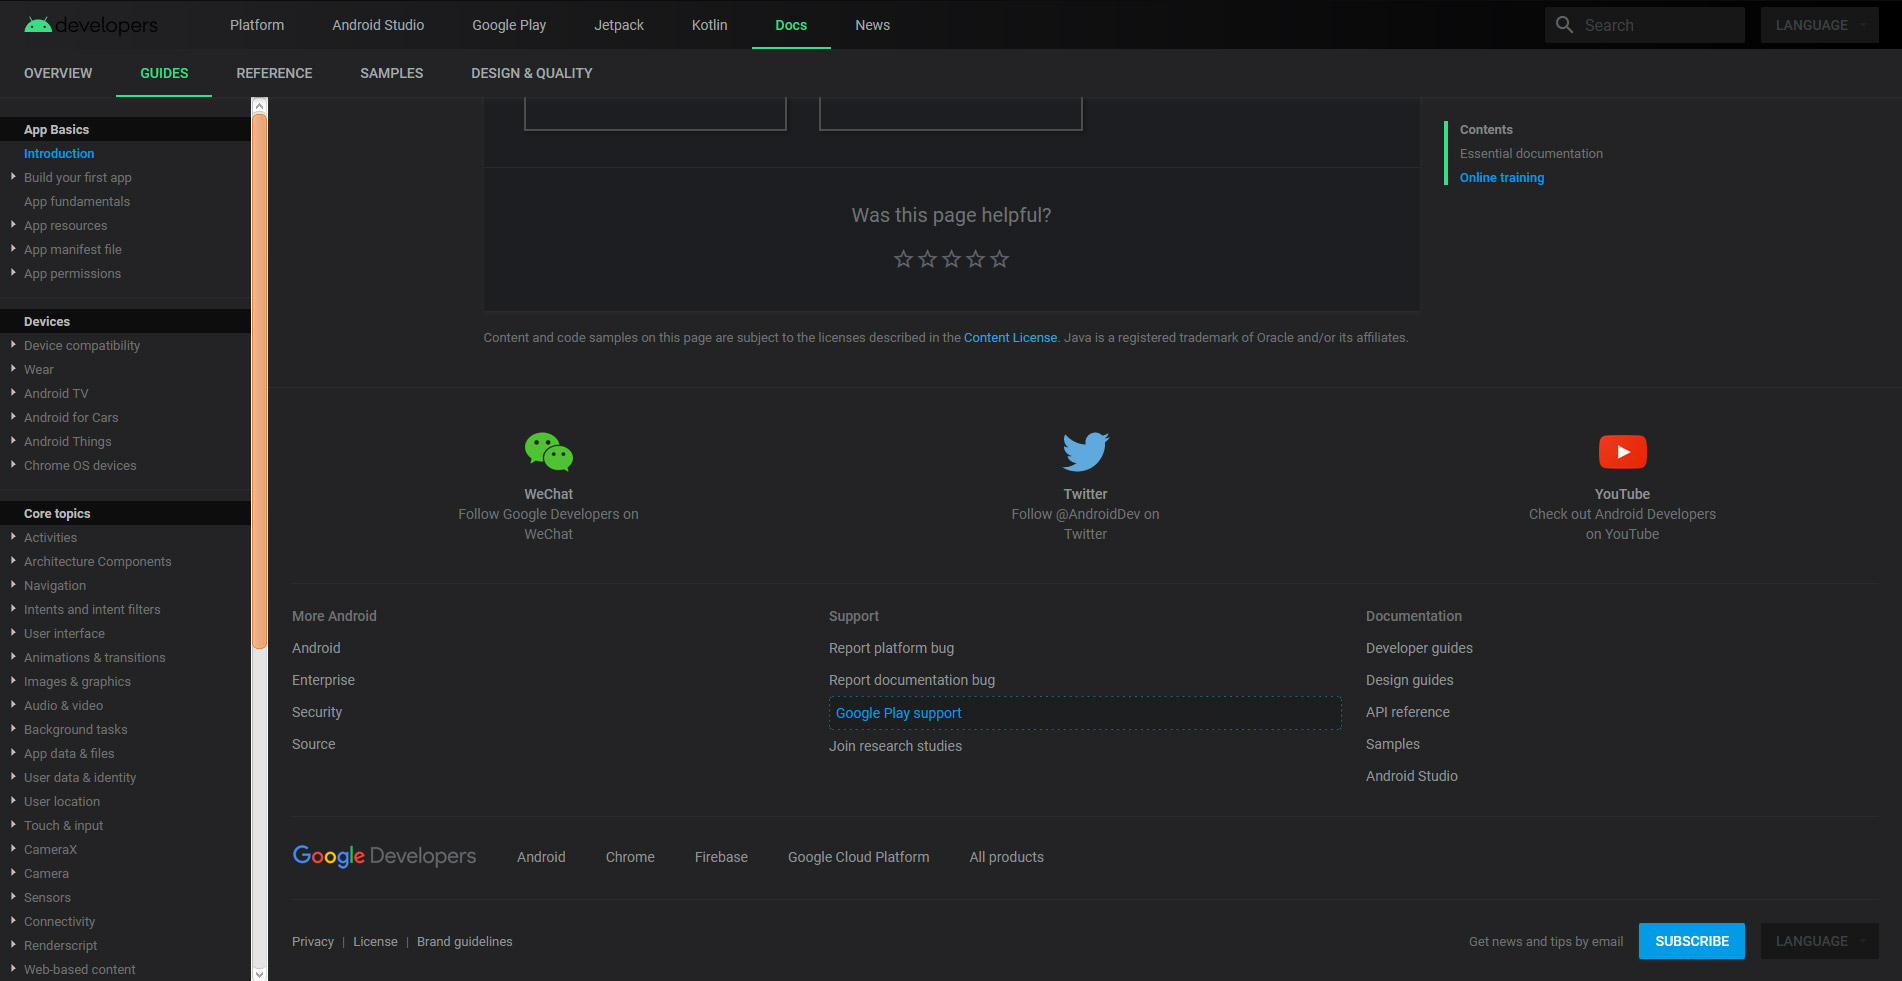 developers
Platform
Android Studio
Google Play
Jetpack
Kotlin
Docs
News
Search
LANGUAGE
OVERVIEW
GUIDES
REFERENCE
SAMPLES
DESIGN & QUALITY
App Basics
Introduction
Build your first app
App fundamentals
App resources
App manifest file
App permissions
Devices
Device compatibility
Wear
Android TV
Android for Cars
Android Things
Chrome OS devices
Core topics
Activities
Architecture Components
Navigation
Intents and intent filters
User interface
Animations & transitions
Images & graphics
Audio & video
Background tasks
App data & files
User data & identity
User location
Touch & input
CameraX
Camera
Sensors
Connectivity
Renderscript
Web-based content
Contents
Essential documentation
Online training
Was this page helpful?
Content and code samples on this page are subject to the licenses described in the Content License. Java is a registered trademark of Oracle and/or its affiliates.
WeChat
Follow Google Developers on
WeChat
Twitter
Follow @AndroidDev on
Twitter
YouTube
Check out Android Developers
on YouTube
More Android
Android
Enterprise
Security
Source
Support
Report platform bug
Report documentation bug
Google Play support
Join research studies
Documentation
Developer guides
Design guides
API reference
Samples
Android Studio
Google Developers
Android
Chrome
Firebase
Google Cloud Platform
All products
Privacy | License | Brand guidelines
Get news and tips by email
SUBSCRIBE
LANGUAGE